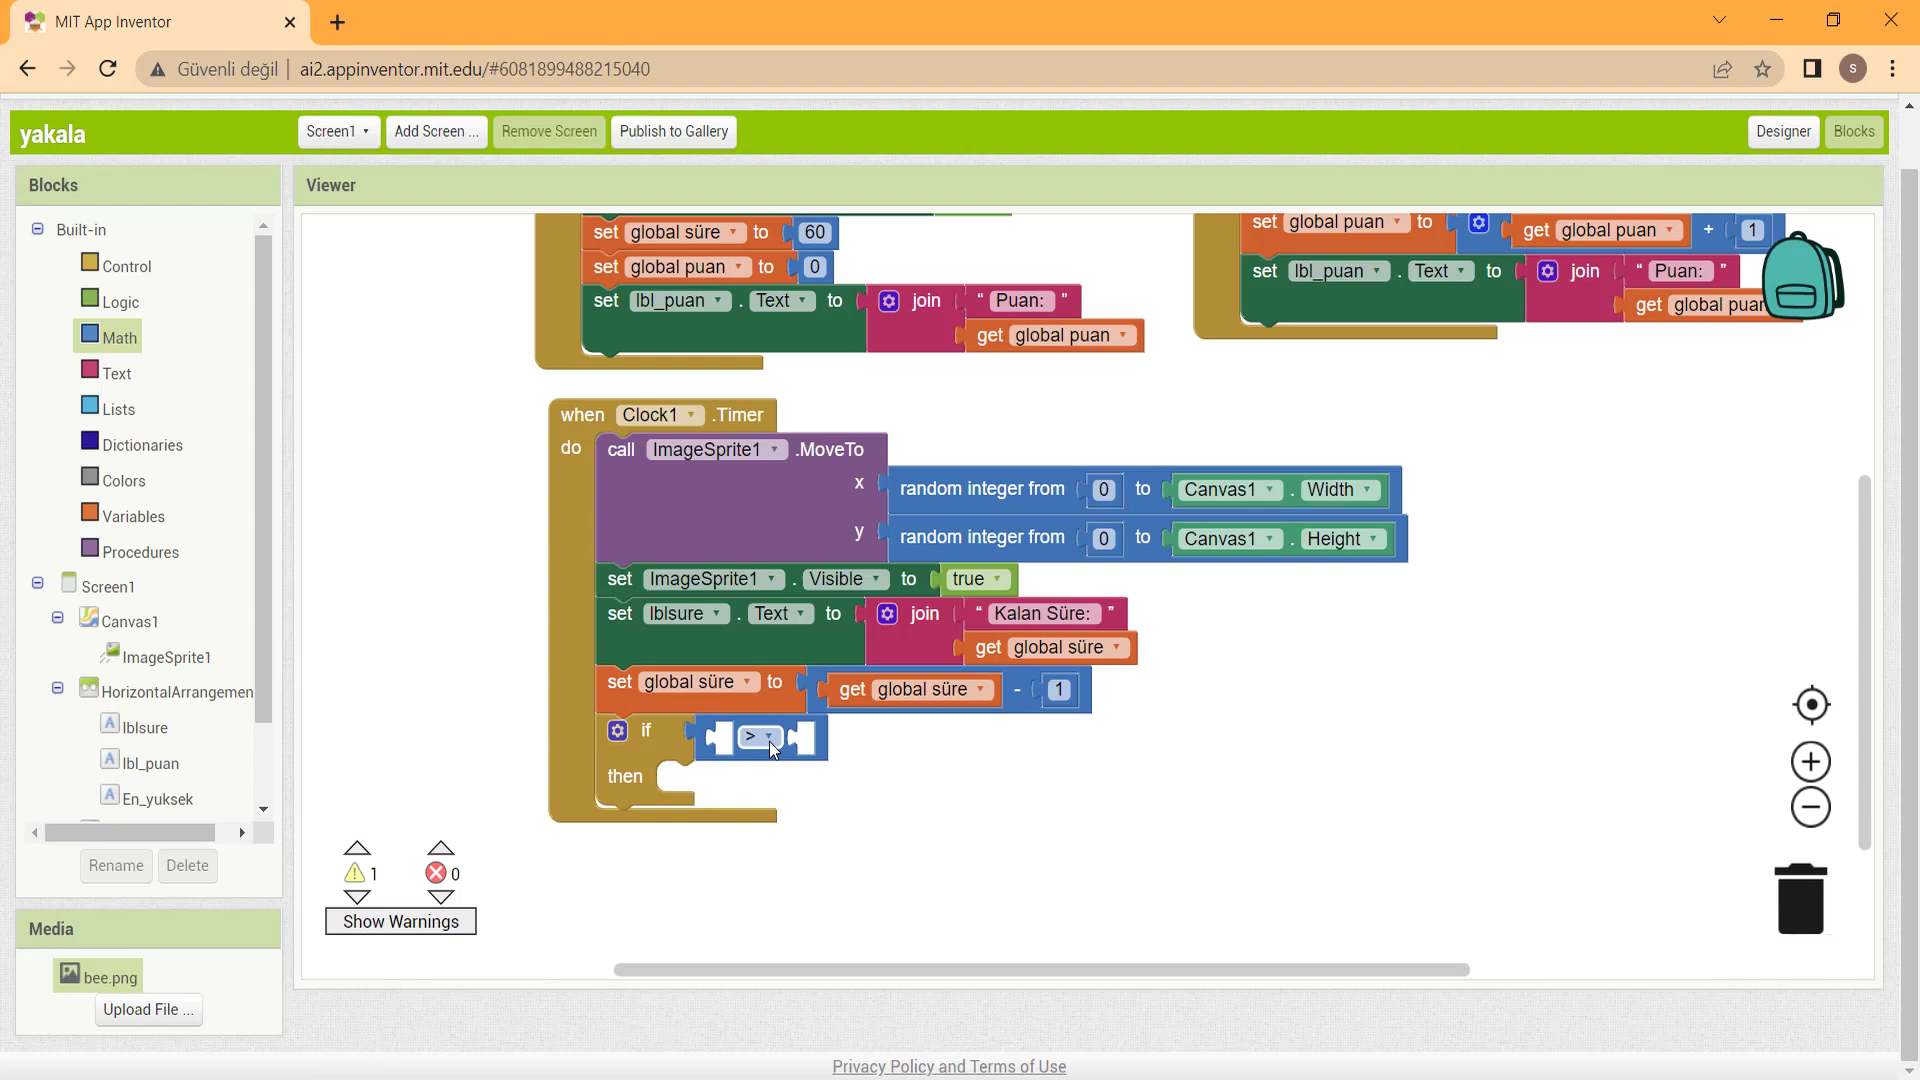 MIT App Inventor
Güvenli değil | ai2.appinventor.mit.edu/#6081899488215040
S
yakala
Screen1
Add Screen ...
Remove Screen
Publish to Gallery
Designer
Blocks
Blocks
Built-in
Control
Logic
Math
Text
Lists
Dictionaries
Colors
Variables
Procedures
Screen1
Canvas1
ImageSprite1
HorizontalArrangemen
lblsure
lbl_puan
En_yuksek
Rename
Delete
Media
bee.png
Upload File ...
Viewer
set global süre to 60
set global puan to 0
set lbl_puan . Text to join “ Puan: ”
get global puan
set global puan to get global puan + 1
set lbl_puan . Text to join “ Puan: ”
get global puan
when Clock1 .Timer
do call ImageSprite1 .MoveTo
x random integer from 0 to Canvas1 . Width
y random integer from 0 to Canvas1 . Height
set ImageSprite1 . Visible to true
set lblsure . Text to join “ Kalan Süre: ”
get global süre
set global süre to get global süre - 1
if >
then
1 0
Show Warnings
Privacy Policy and Terms of Use